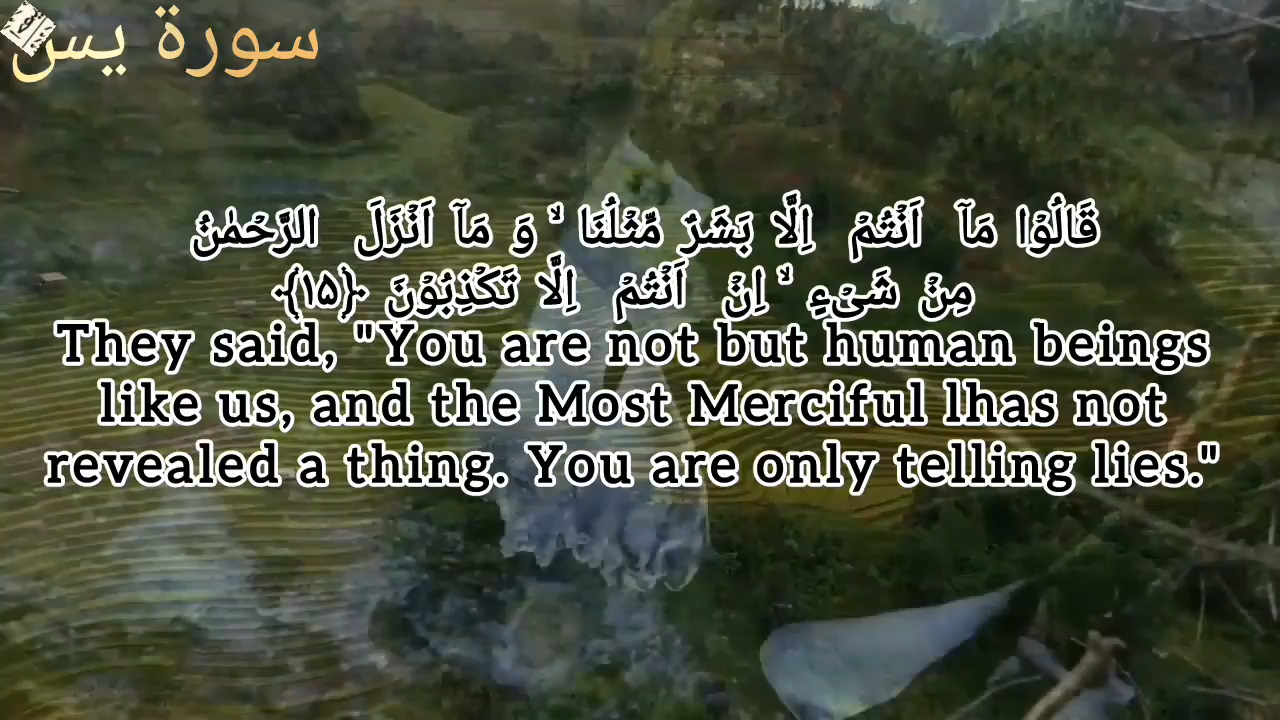 سورة يس
قَالُوْا مَاۤ اَنْتُمْ اِلَّا بَشَرٌ مِّثْلُنَا ۙ وَ مَاۤ اَنْزَلَ الرَّحْمٰنُ
مِنْ شَیْءٍ ۙ اِنْ اَنْتُمْ اِلَّا تَكْذِبُوْنَ ﴿۱۵﴾
They said, "You are not but human beings
like us, and the Most Merciful lhas not
revealed a thing. You are only telling lies."